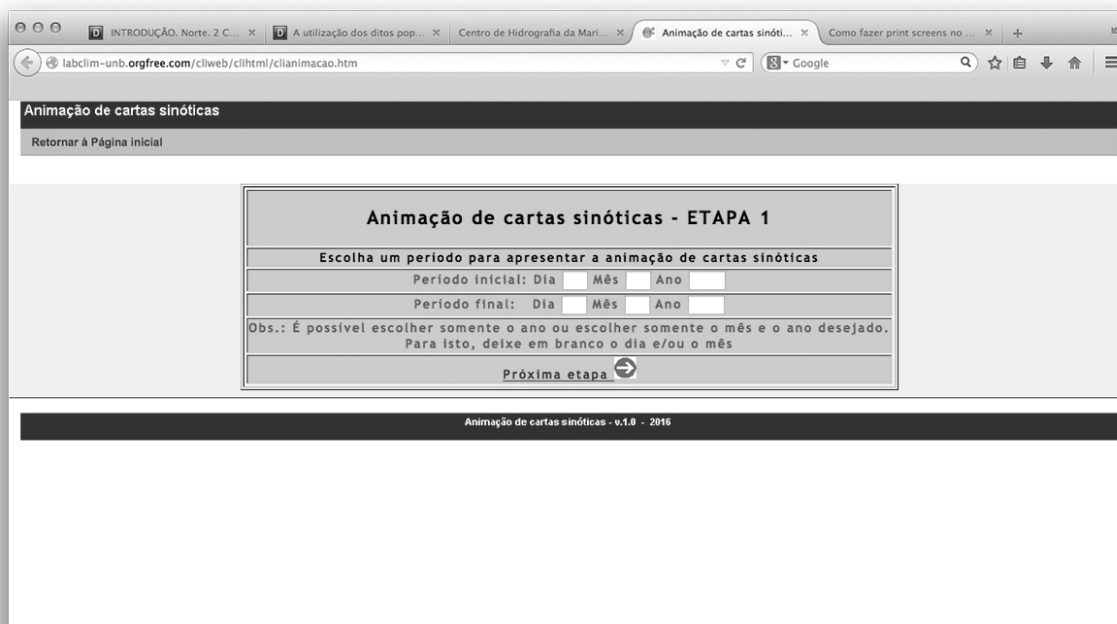 INTRODUÇÃO. Norte. 2 C... A utilização dos ditos pop... Centro de Hidrografia da Mari... Animação de cartas sinóti... Como fazer print screens no ...
labclim-unb.orgfree.com/cliweb/clihtml/clianimacao.htm Google
Animação de cartas sinóticas
Retornar à Página inicial
Animação de cartas sinóticas - ETAPA 1
Escolha um período para apresentar a animação de cartas sinóticas
Período inicial: Dia Mês Ano
Período final: Dia Mês Ano
Obs.: É possível escolher somente o ano ou escolher somente o mês e o ano desejado.
Para isto, deixe em branco o dia e/ou o mês
Próxima etapa
Animação de cartas sinóticas - v.1.0 - 2016